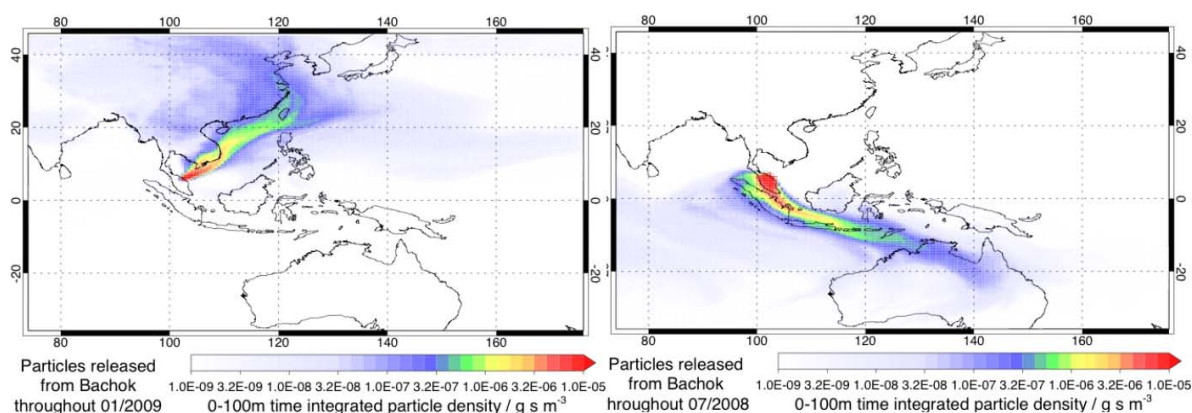 80 100 120 140 160
40
20
0
-20
40
20
0
-20
80 100 120 140 160
Particles released
from Bachok
throughout 01/2009
1.0E-09 3.2E-09 1.0E-08 3.2E-08 1.0E-07 3.2E-07 1.0E-06 3.2E-06 1.0E-05
0-100m time integrated particle density / g s m-3
80 100 120 140 160
40
20
0
-20
80 100 120 140 160
Particles released
from Bachok
hroughout 07/2008
1.0E-09 3.2E-09 1.0E-08 3.2E-08 1.0E-07 3.2E-07 1.0E-06 3.2E-06 1.0E-05
0-100m time integrated particle density / g s m-3